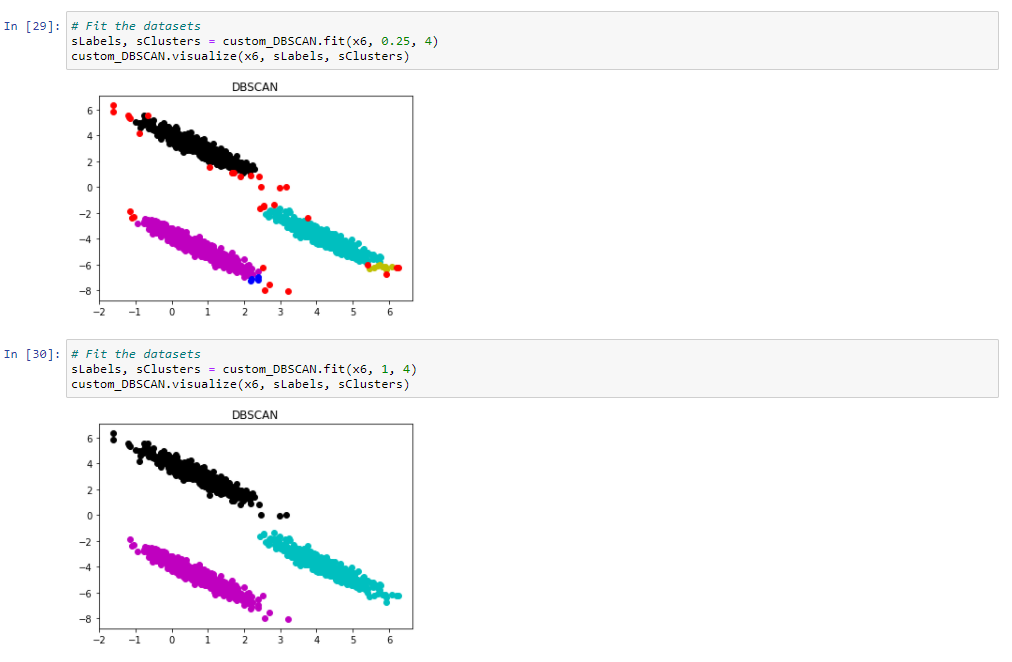 In [29]: # Fit the datasets
sLabels, sClusters = custom_DBSCAN.fit(x6, 0.25, 4)
custom_DBSCAN.visualize(x6, sLabels, sClusters)
DBSCAN
6
4
2
0
−2
−4
−6
−8
−2 −1 0 1 2 3 4 5 6
In [30]: # Fit the datasets
sLabels, sClusters = custom_DBSCAN.fit(x6, 1, 4)
custom_DBSCAN.visualize(x6, sLabels, sClusters)
DBSCAN
6
4
2
0
−2
−4
−6
−8
−2 −1 0 1 2 3 4 5 6